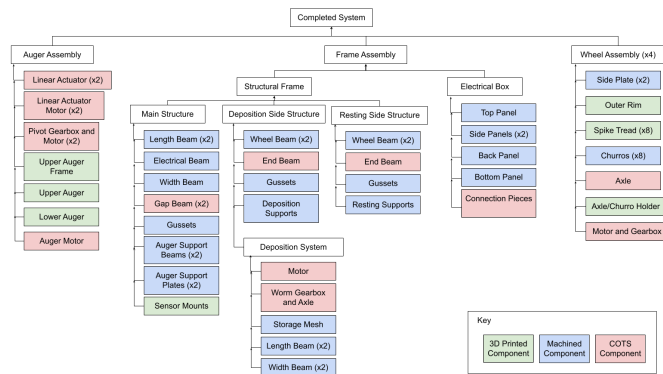 Completed System
Auger Assembly
Frame Assembly
Wheel Assembly (x4)
Linear Actuator (x2)
Linear Actuator
Motor (x2)
Pivot Gearbox and
Motor (x2)
Upper Auger
Frame
Upper Auger
Lower Auger
Auger Motor
Structural Frame
Electrical Box
Main Structure
Deposition Side Structure
Resting Side Structure
Length Beam (x2)
Electrical Beam
Width Beam
Gap Beam (x2)
Gussets
Auger Support
Beams (x2)
Auger Support
Plates (x2)
Sensor Mounts
Wheel Beam (x2)
End Beam
Gussets
Deposition
Supports
Deposition System
Motor
Worm Gearbox
and Axle
Storage Mesh
Length Beam (x2)
Width Beam (x2)
Wheel Beam (x2)
End Beam
Gussets
Resting Supports
Top Panel
Side Panels (x2)
Back Panel
Bottom Panel
Connection Pieces
Side Plate (x2)
Outer Rim
Spike Tread (x8)
Churros (x8)
Axle
Axle/Churro Holder
Motor and Gearbox
Key
3D Printed
Component
Machined
Component
COTS
Component